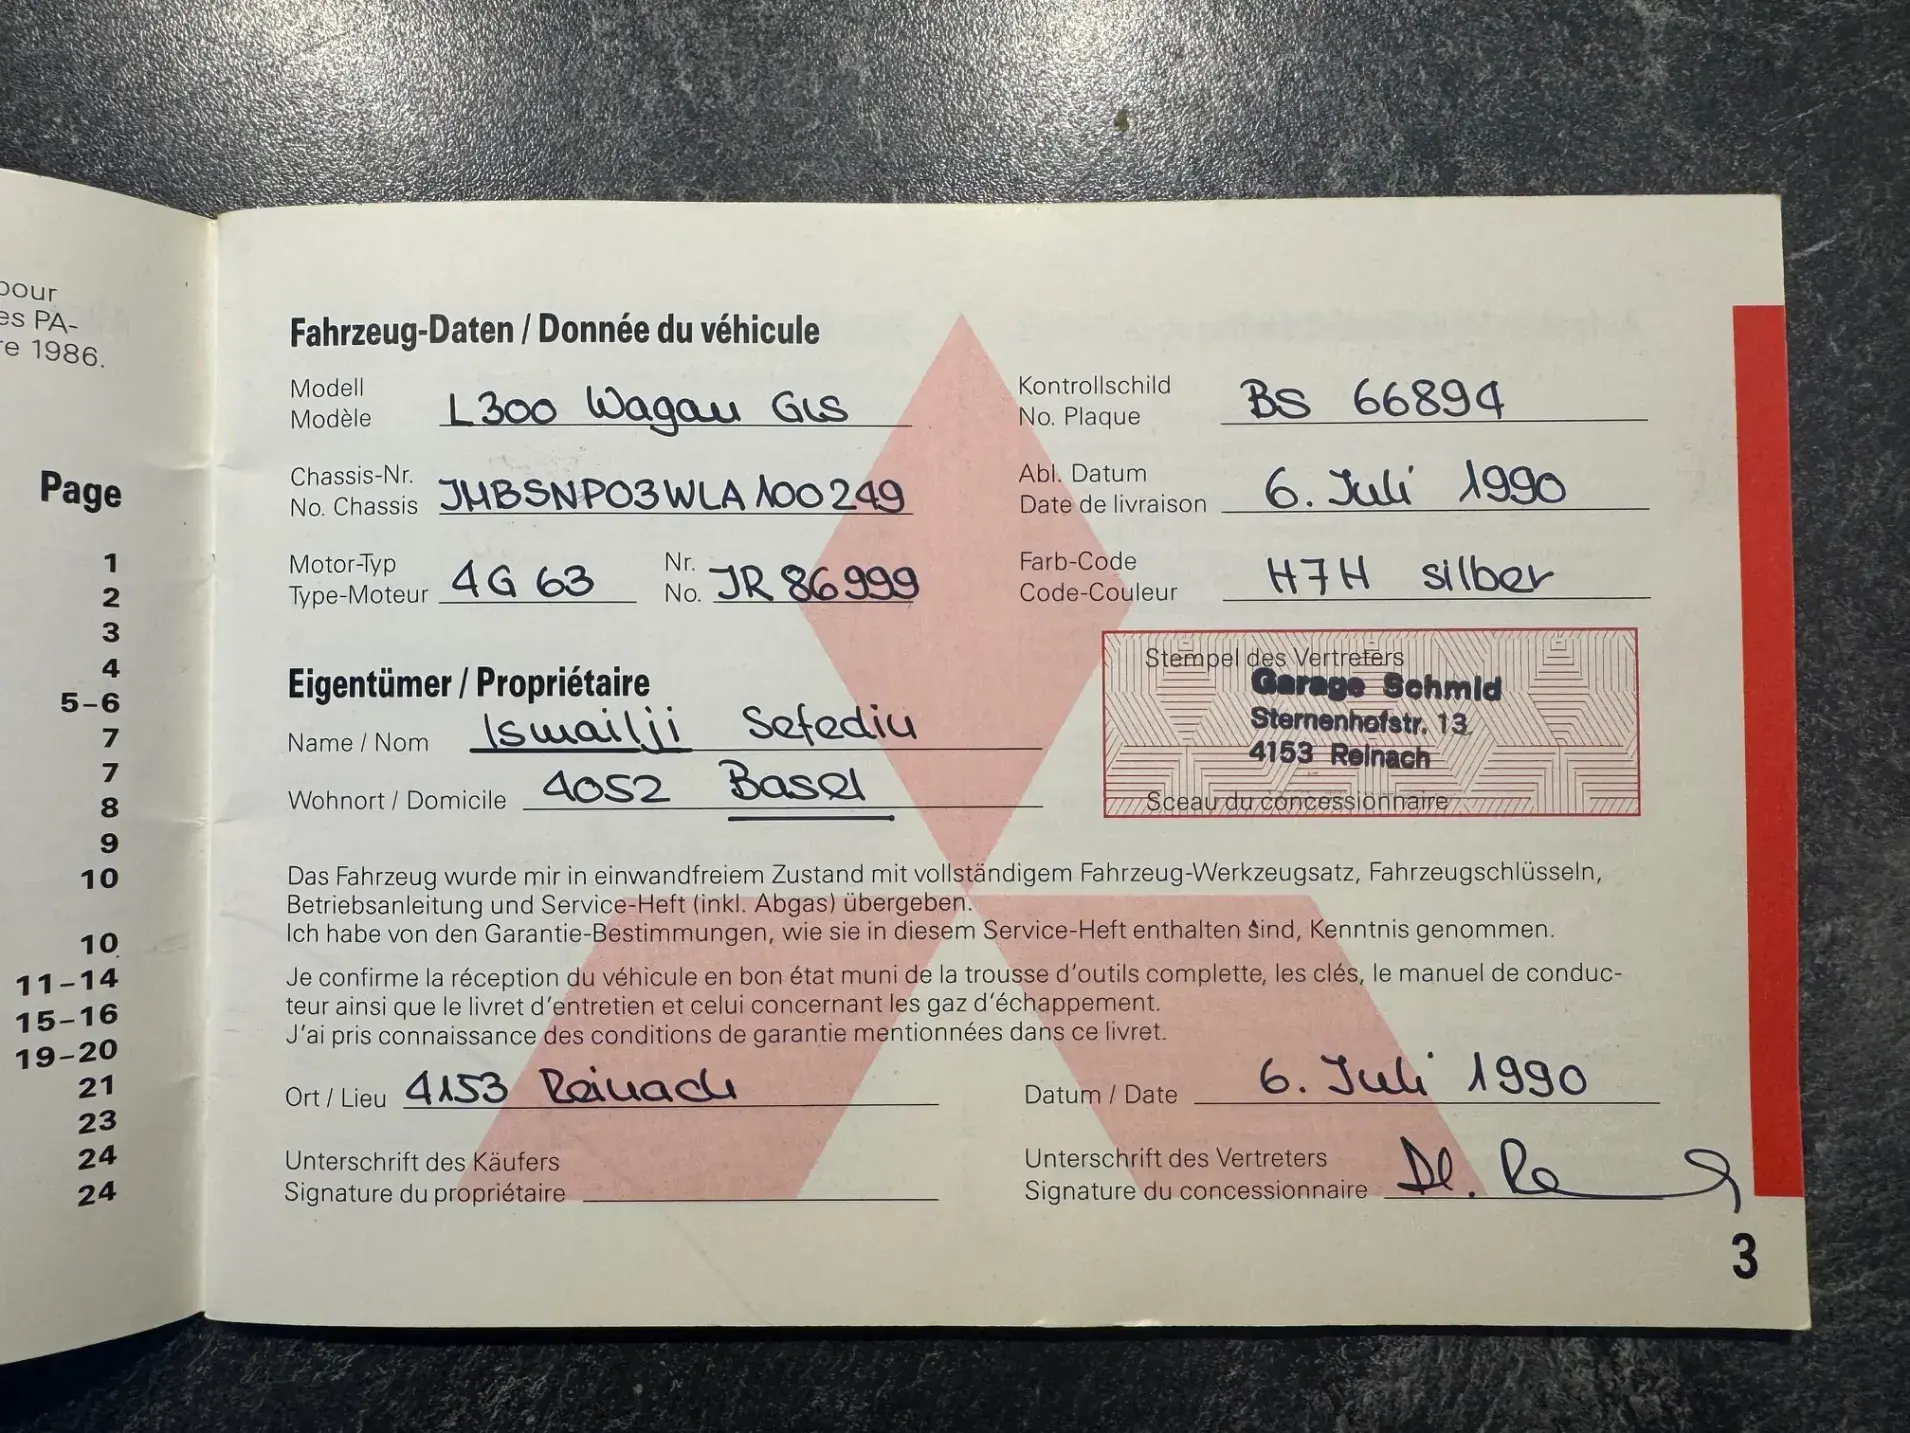 pour
es PA-
re 1986.
Page
1
2
3
4
5-6
7
7
8
9
10
10
11-14
15-16
19-20
21
23
24
24
Fahrzeug-Daten / Donnée du véhicule
Modell
Modèle L300 Wagon GLS
Kontrollschild
No. Plaque BS 66894
Chassis-Nr.
No. Chassis JMBSNP03WLA100249
Abl. Datum
Date de livraison 6. Juli 1990
Motor-Typ
Type-Moteur 4G 63
Nr.
No. JR 86999
Farb-Code
Code-Couleur H7H silber
Eigentümer / Propriétaire
Name / Nom Ismailji Sefedin
Wohnort / Domicile 4052 Basel
Stempel des Vertreters
Garage Schmid
Sternenhofstr. 13
4153 Reinach
Sceau du concessionnaire
Das Fahrzeug wurde mir in einwandfreiem Zustand mit vollständigem Fahrzeug-Werkzeugsatz, Fahrzeugschlüsseln,
Betriebsanleitung und Service-Heft (inkl. Abgas) übergeben.
Ich habe von den Garantie-Bestimmungen, wie sie in diesem Service-Heft enthalten sind, Kenntnis genommen.
Je confirme la réception du véhicule en bon état muni de la trousse d'outils complette, les clés, le manuel de conduc-
teur ainsi que le livret d'entretien et celui concernant les gaz d'échappement.
J'ai pris connaissance des conditions de garantie mentionnées dans ce livret.
Ort / Lieu 4153 Reinach
Datum / Date 6. Juli 1990
Unterschrift des Käufers
Signature du propriétaire
Unterschrift des Vertreters
Signature du concessionnaire
3